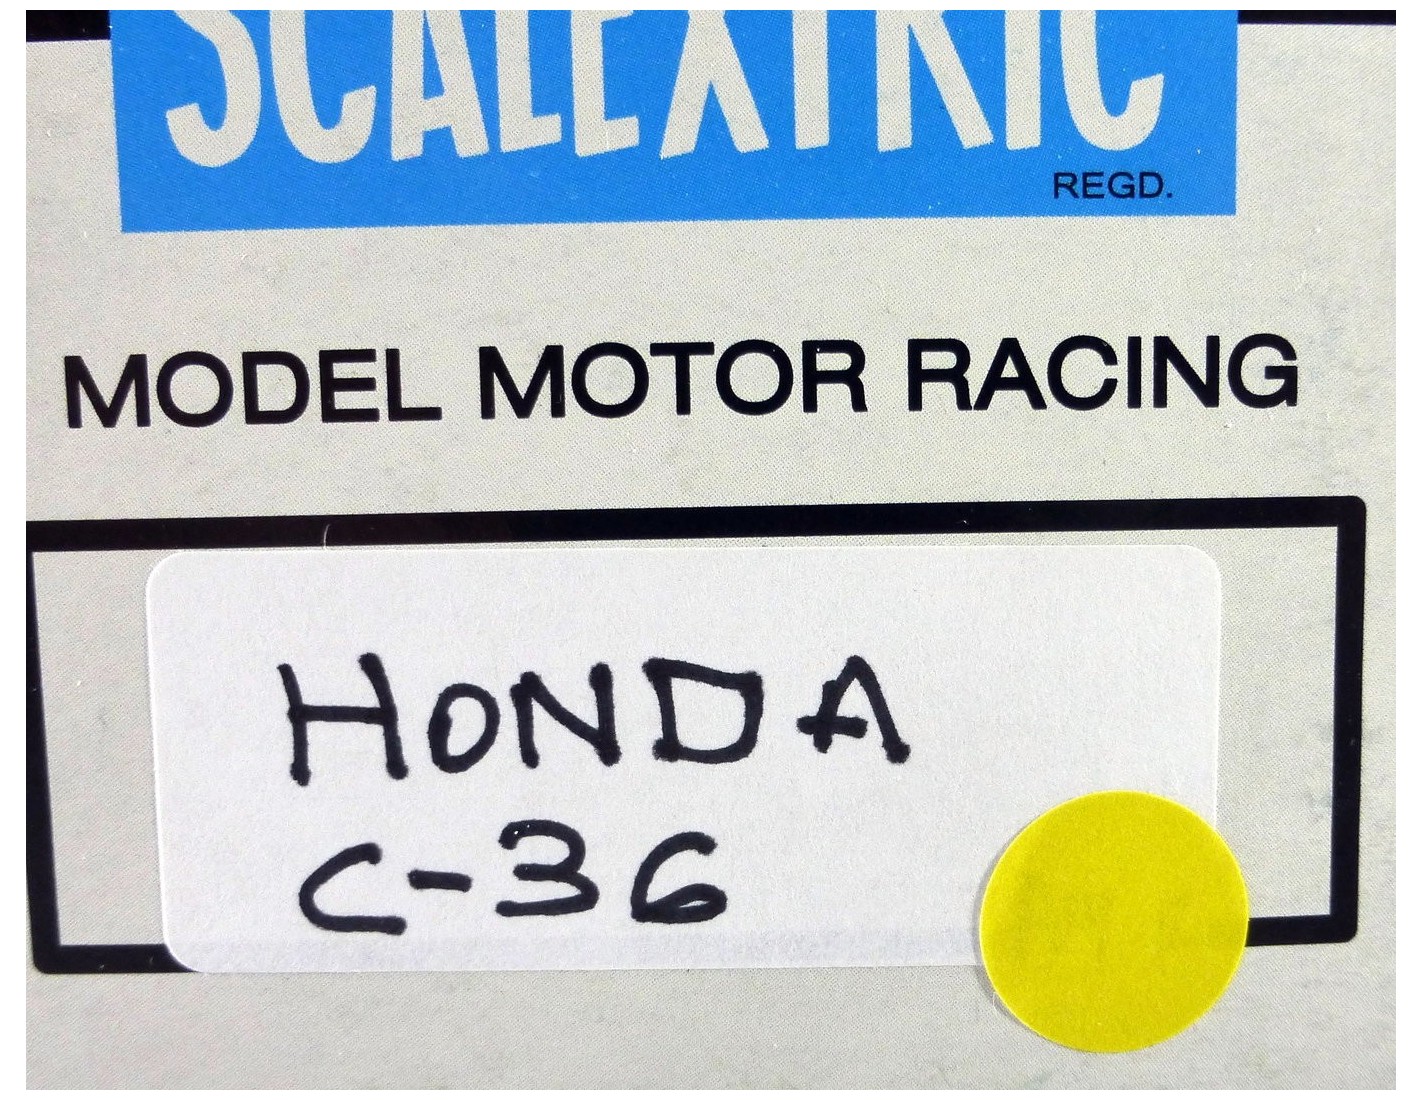 SCALEXTRIC
REGD.
MODEL MOTOR RACING
HONDA
C-36